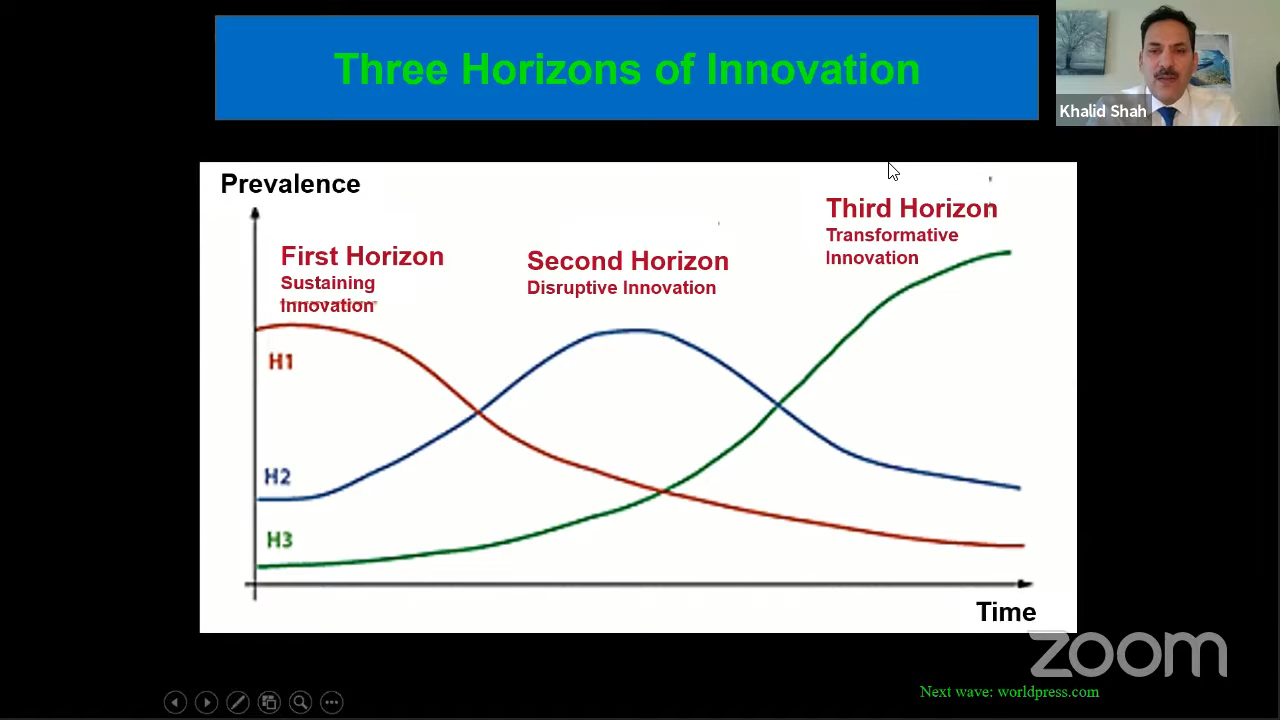 Three Horizons of Innovation
Khalid Shah
Prevalence
First Horizon
Sustaining
Innovation
Second Horizon
Disruptive Innovation
Third Horizon
Transformative
Innovation
H1
H2
H3
Time
zoom
Next wave: worldpress.com